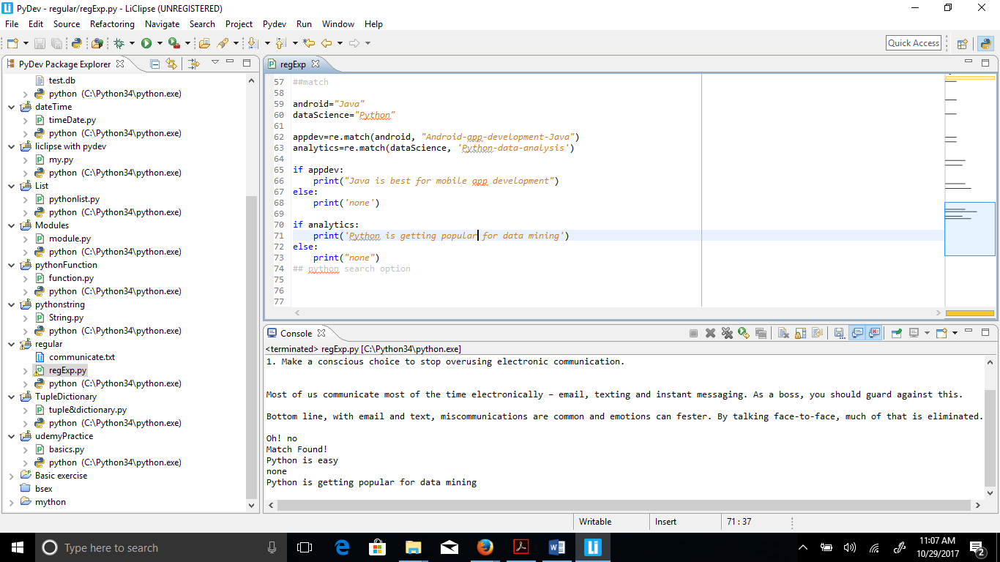 PyDev - regular/regExp.py - LiClipse (UNREGISTERED)
File Edit Source Refactoring Navigate Search Project Pydev Run Window Help
Quick Access
PyDev Package Explorer
test.db
python (C:\Python34\python.exe)
dateTime
timeDate.py
python (C:\Python34\python.exe)
liclipse with pydev
my.py
python (C:\Python34\python.exe)
List
pythonlist.py
python (C:\Python34\python.exe)
Modules
module.py
python (C:\Python34\python.exe)
pythonFunction
function.py
python (C:\Python34\python.exe)
pythonstring
String.py
python (C:\Python34\python.exe)
regular
communicate.txt
regExp.py
python (C:\Python34\python.exe)
TupleDictionary
tuple&dictionary.py
python (C:\Python34\python.exe)
udemyPractice
basics.py
python (C:\Python34\python.exe)
Basic exercise
bsex
mython
regExp
57 ##match
58
59 android="Java"
60 dataScience="Python"
61
62 appdev=re.match(android, "Android-app-development-Java")
63 analytics=re.match(dataScience, 'Python-data-analysis')
64
65 if appdev:
66     print("Java is best for mobile app development")
67 else:
68     print('none')
69
70 if analytics:
71     print('Python is getting popular for data mining')
72 else:
73     print("none")
74 ## python search option
75
76
77
Console
<terminated> regExp.py [C:\Python34\python.exe]
1. Make a conscious choice to stop overusing electronic communication.
Most of us communicate most of the time electronically – email, texting and instant messaging. As a boss, you should guard against this.
Bottom line, with email and text, miscommunications are common and emotions can fester. By talking face-to-face, much of that is eliminated.
Oh! no
Match Found!
Python is easy
none
Python is getting popular for data mining
Writable Insert 71 : 37
Type here to search
11:07 AM
10/29/2017
2